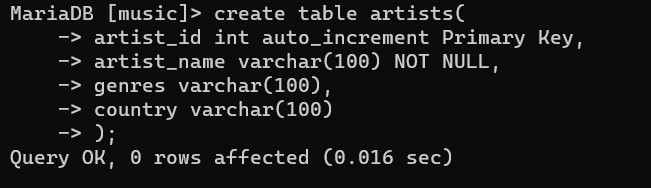 MariaDB [music]> create table artists(
    -> artist_id int auto_increment Primary Key,
    -> artist_name varchar(100) NOT NULL,
    -> genres varchar(100),
    -> country varchar(100)
    -> );
Query OK, 0 rows affected (0.016 sec)